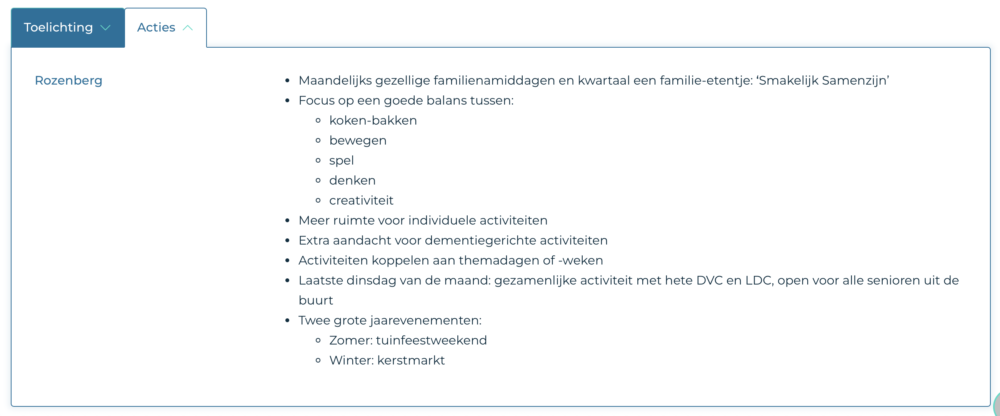 Toelichting
Acties
Rozenberg
• Maandelijks gezellige familienamiddagen en kwartaal een familie-etentje: ‘Smakelijk Samenzijn’
• Focus op een goede balans tussen:
◦ koken-bakken
◦ bewegen
◦ spel
◦ denken
◦ creativiteit
• Meer ruimte voor individuele activiteiten
• Extra aandacht voor dementiegerichte activiteiten
• Activiteiten koppelen aan themadagen of -weken
• Laatste dinsdag van de maand: gezamenlijke activiteit met hete DVC en LDC, open voor alle senioren uit de
buurt
• Twee grote jaarevenementen:
◦ Zomer: tuinfeestweekend
◦ Winter: kerstmarkt